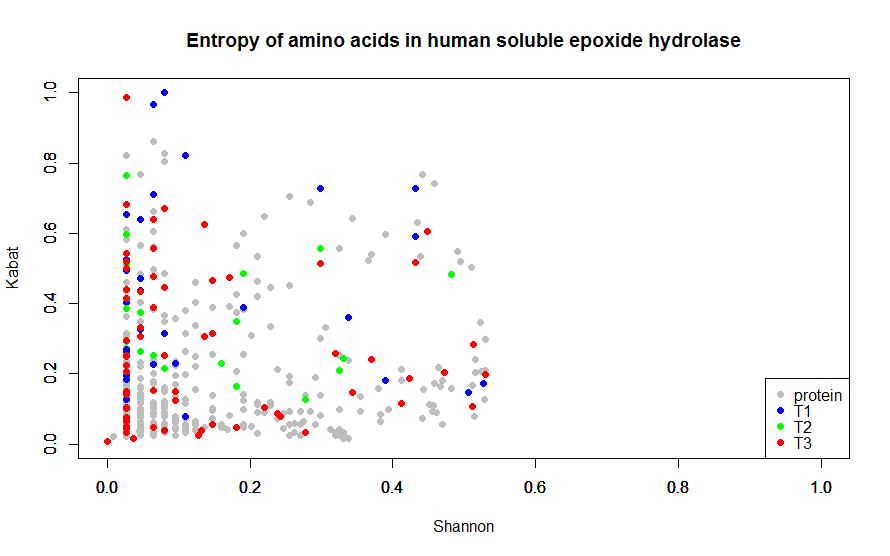 Entropy of amino acids in human soluble epoxide hydrolase
Kabat
1.0
0.8
0.6
0.4
0.2
0.0
0.0 0.2 0.4 0.6 0.8 1.0
Shannon
protein
T1
T2
T3